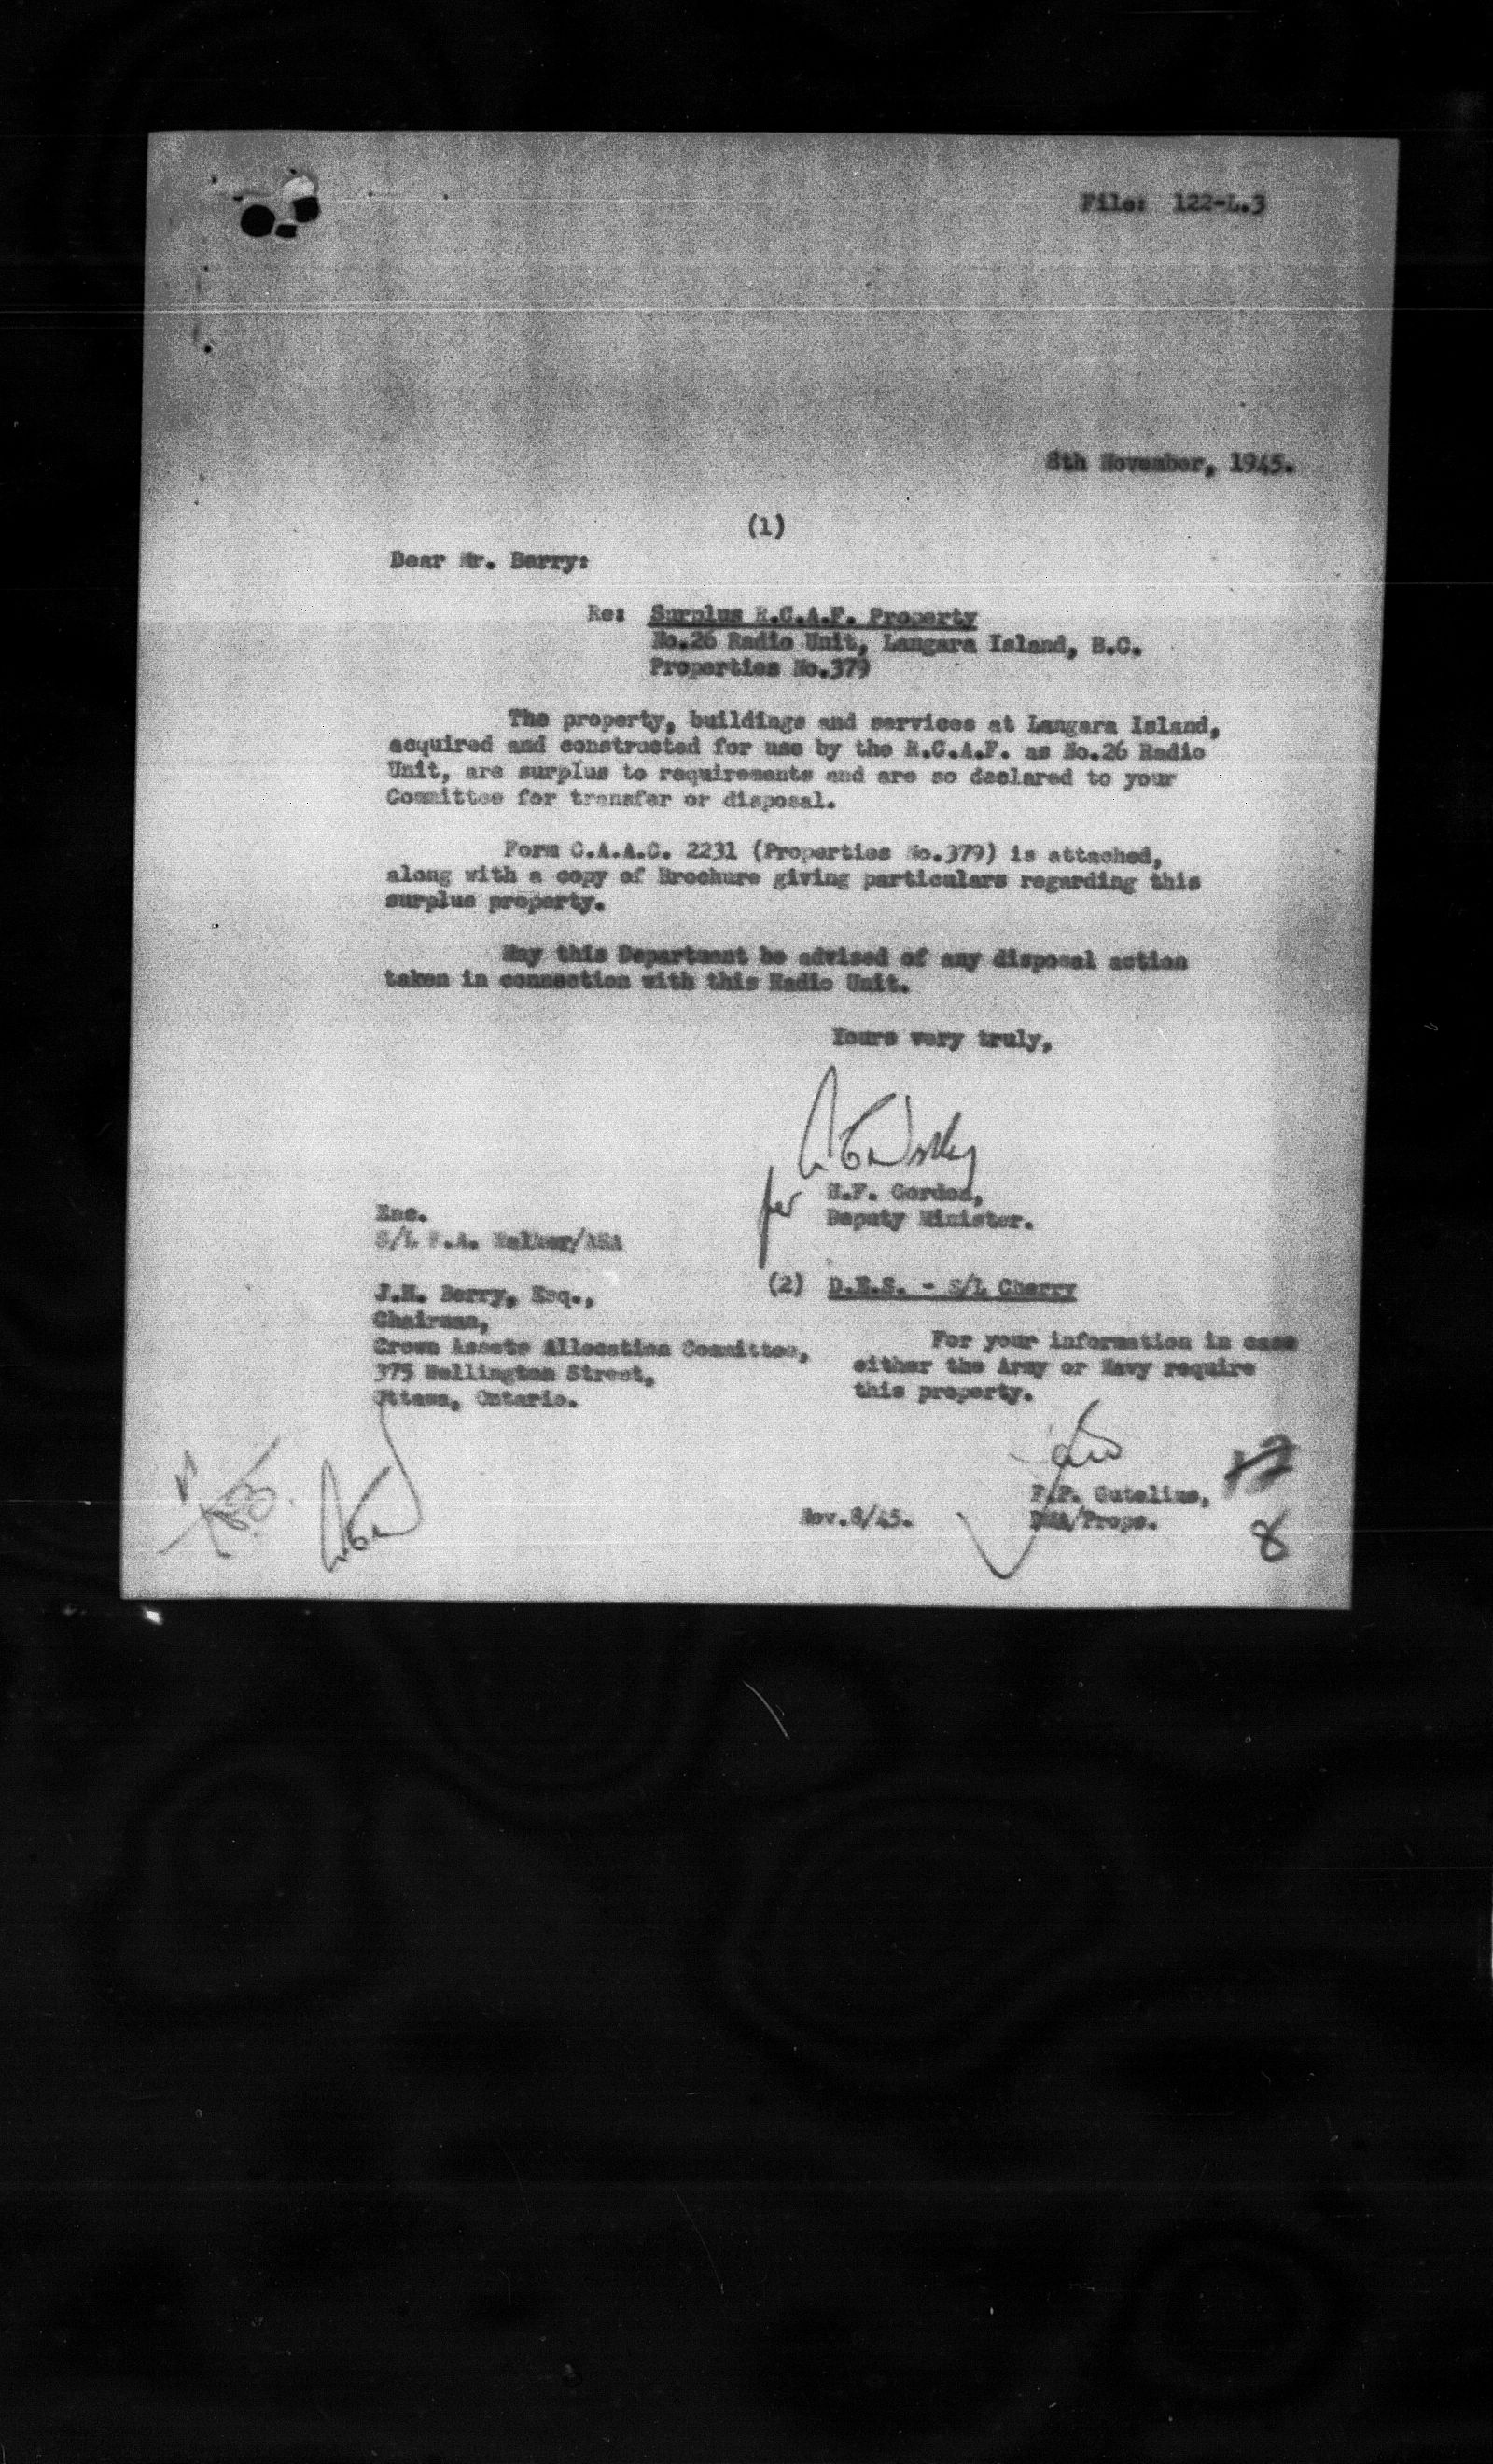 File: 122-L.3
8th November, 1945.
(1)
Dear Mr. Berry:
Re: Surplus R.C.A.F. Property
No.26 Radio Unit, Langara Island, B.C.
Properties No.379
The property, buildings and services at Langara Island,
acquired and constructed for use by the R.C.A.F. as No.26 Radio
Unit, are surplus to requirements and are so declared to your
Committee for transfer or disposal.
Form C.A.A.C. 2231 (Properties No.379) is attached,
along with a copy of Brochure giving particulars regarding this
surplus property.
May this Department be advised of any disposal action
taken in connection with this Radio Unit.
Yours very truly,
for
H.F. Gordon,
Deputy Minister.
Enc.
S/L F.A. Walker/
J.H. Berry, Esq.,
Chairman,
Crown Assets Allocation Committee,
375 Wellington Street,
Ottawa, Ontario.
(2) D.E.S. - S/L Cherry
For your information in case
either the Army or Navy require
this property.
F.P. Gutelius,
/Props.
Nov.8/45.
8